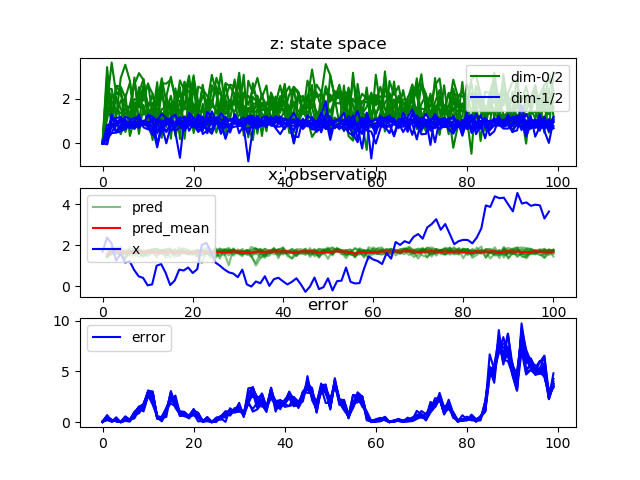 z: state space
2
0
dim-0/2
dim-1/2
0 20 40 60 80 100
x: observation
4
2
0
pred
pred_mean
x
0 20 40 60 80 100
error
10
5
0
error
0 20 40 60 80 100